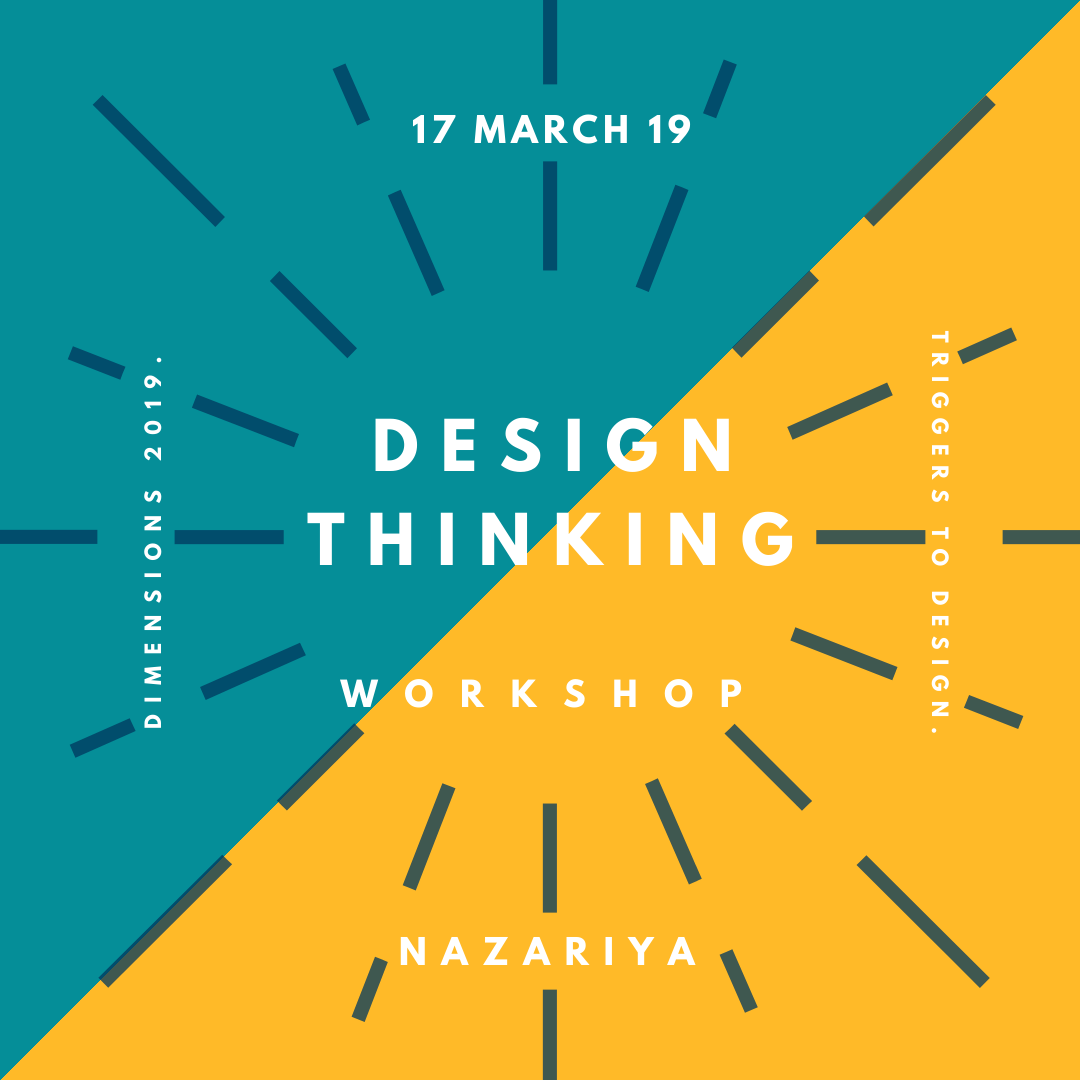 17 MARCH 19
DIMENSIONS 2019.
TRIGGERS TO DESIGN.
DESIGN
THINKING
WORKSHOP
NAZARIYA